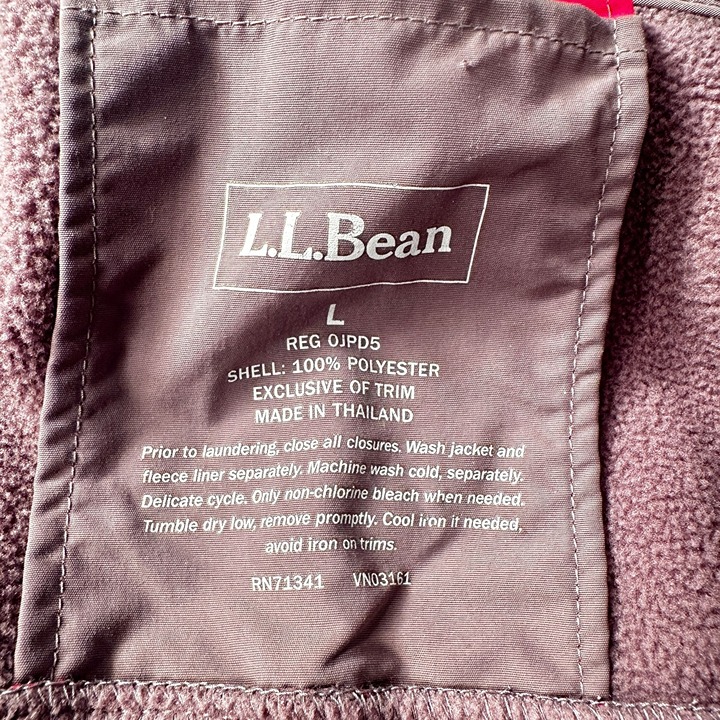 L.L.Bean
L
REG OJPD5
SHELL: 100% POLYESTER
EXCLUSIVE OF TRIM
MADE IN THAILAND
Prior to laundering, close all closures. Wash jacket and
fleece liner separately. Machine wash cold, separately.
Delicate cycle. Only non-chlorine bleach when needed.
Tumble dry low, remove promptly. Cool iron it needed,
avoid iron on trims.
RN71341 VN03161